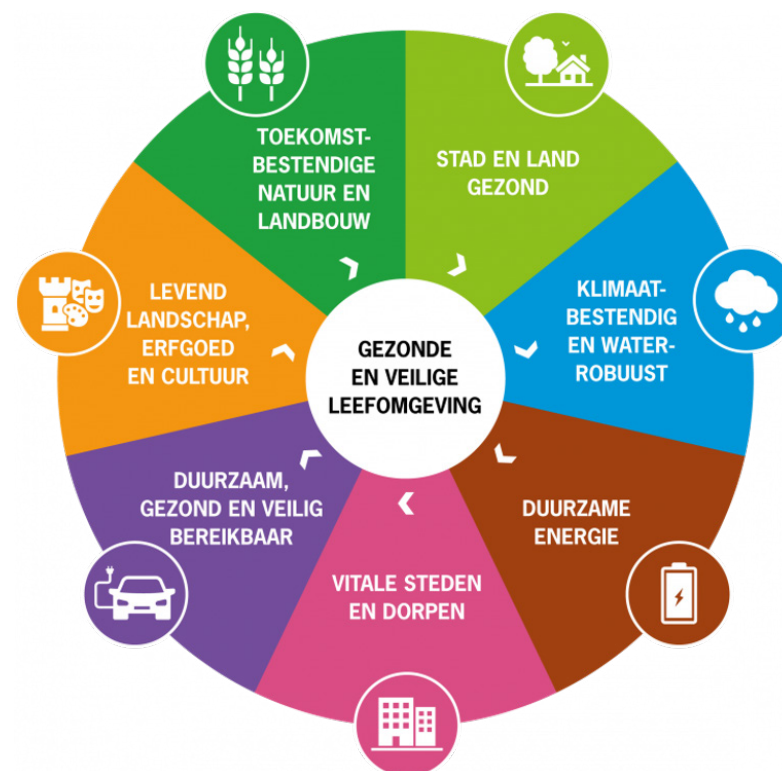 TOEKOMST-
BESTENDIGE
NATUUR EN
LANDBOUW
STAD EN LAND
GEZOND
KLIMAAT-
BESTENDIG
EN WATER-
ROBUUST
DUURZAME
ENERGIE
VITALE STEDEN
EN DORPEN
DUURZAAM,
GEZOND EN VEILIG
BEREIKBAAR
LEVEND
LANDSCHAP,
ERFGOED
EN CULTUUR
GEZONDE
EN VEILIGE
LEEFOMGEVING